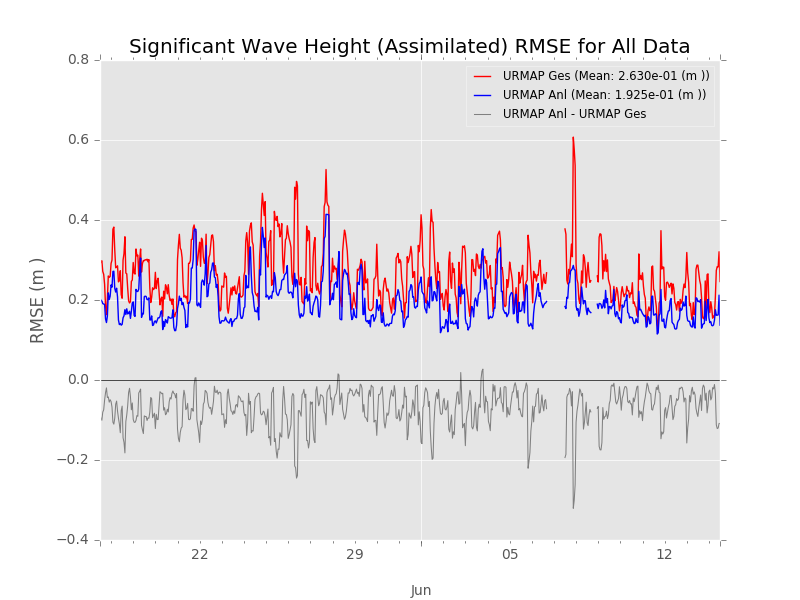 Significant Wave Height (Assimilated) RMSE for All Data
URMAP Ges (Mean: 2.630e-01 (m ))
URMAP Anl (Mean: 1.925e-01 (m ))
URMAP Anl - URMAP Ges
0.8
0.6
0.4
0.2
0.0
−0.2
−0.4
RMSE (m )
22
29
05
12
Jun